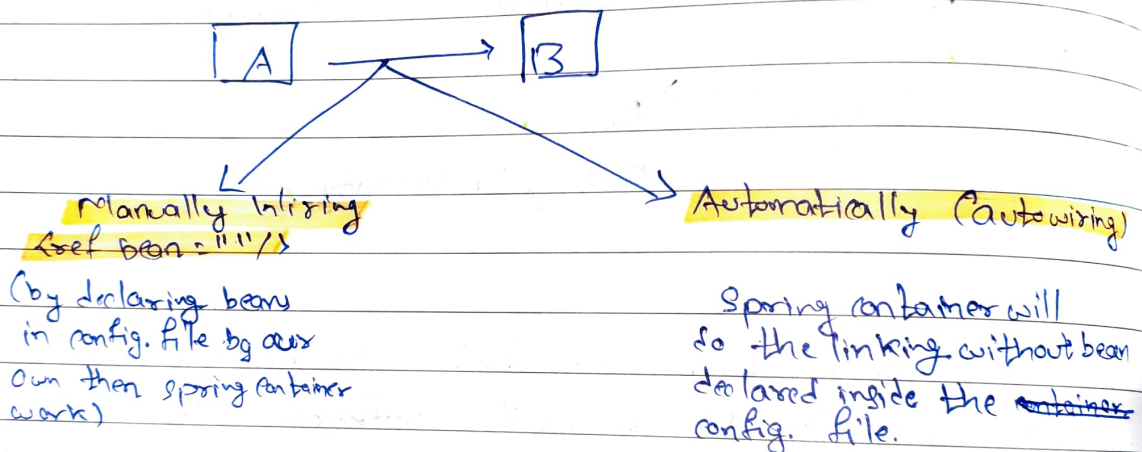 A B
Manually Wiring
<ref bean = " "/>
(by declaring beans
in config. file by our
own then spring container
work)
Automatically (autowiring)
Spring container will
do the linking without bean
declared inside the container
config. file.